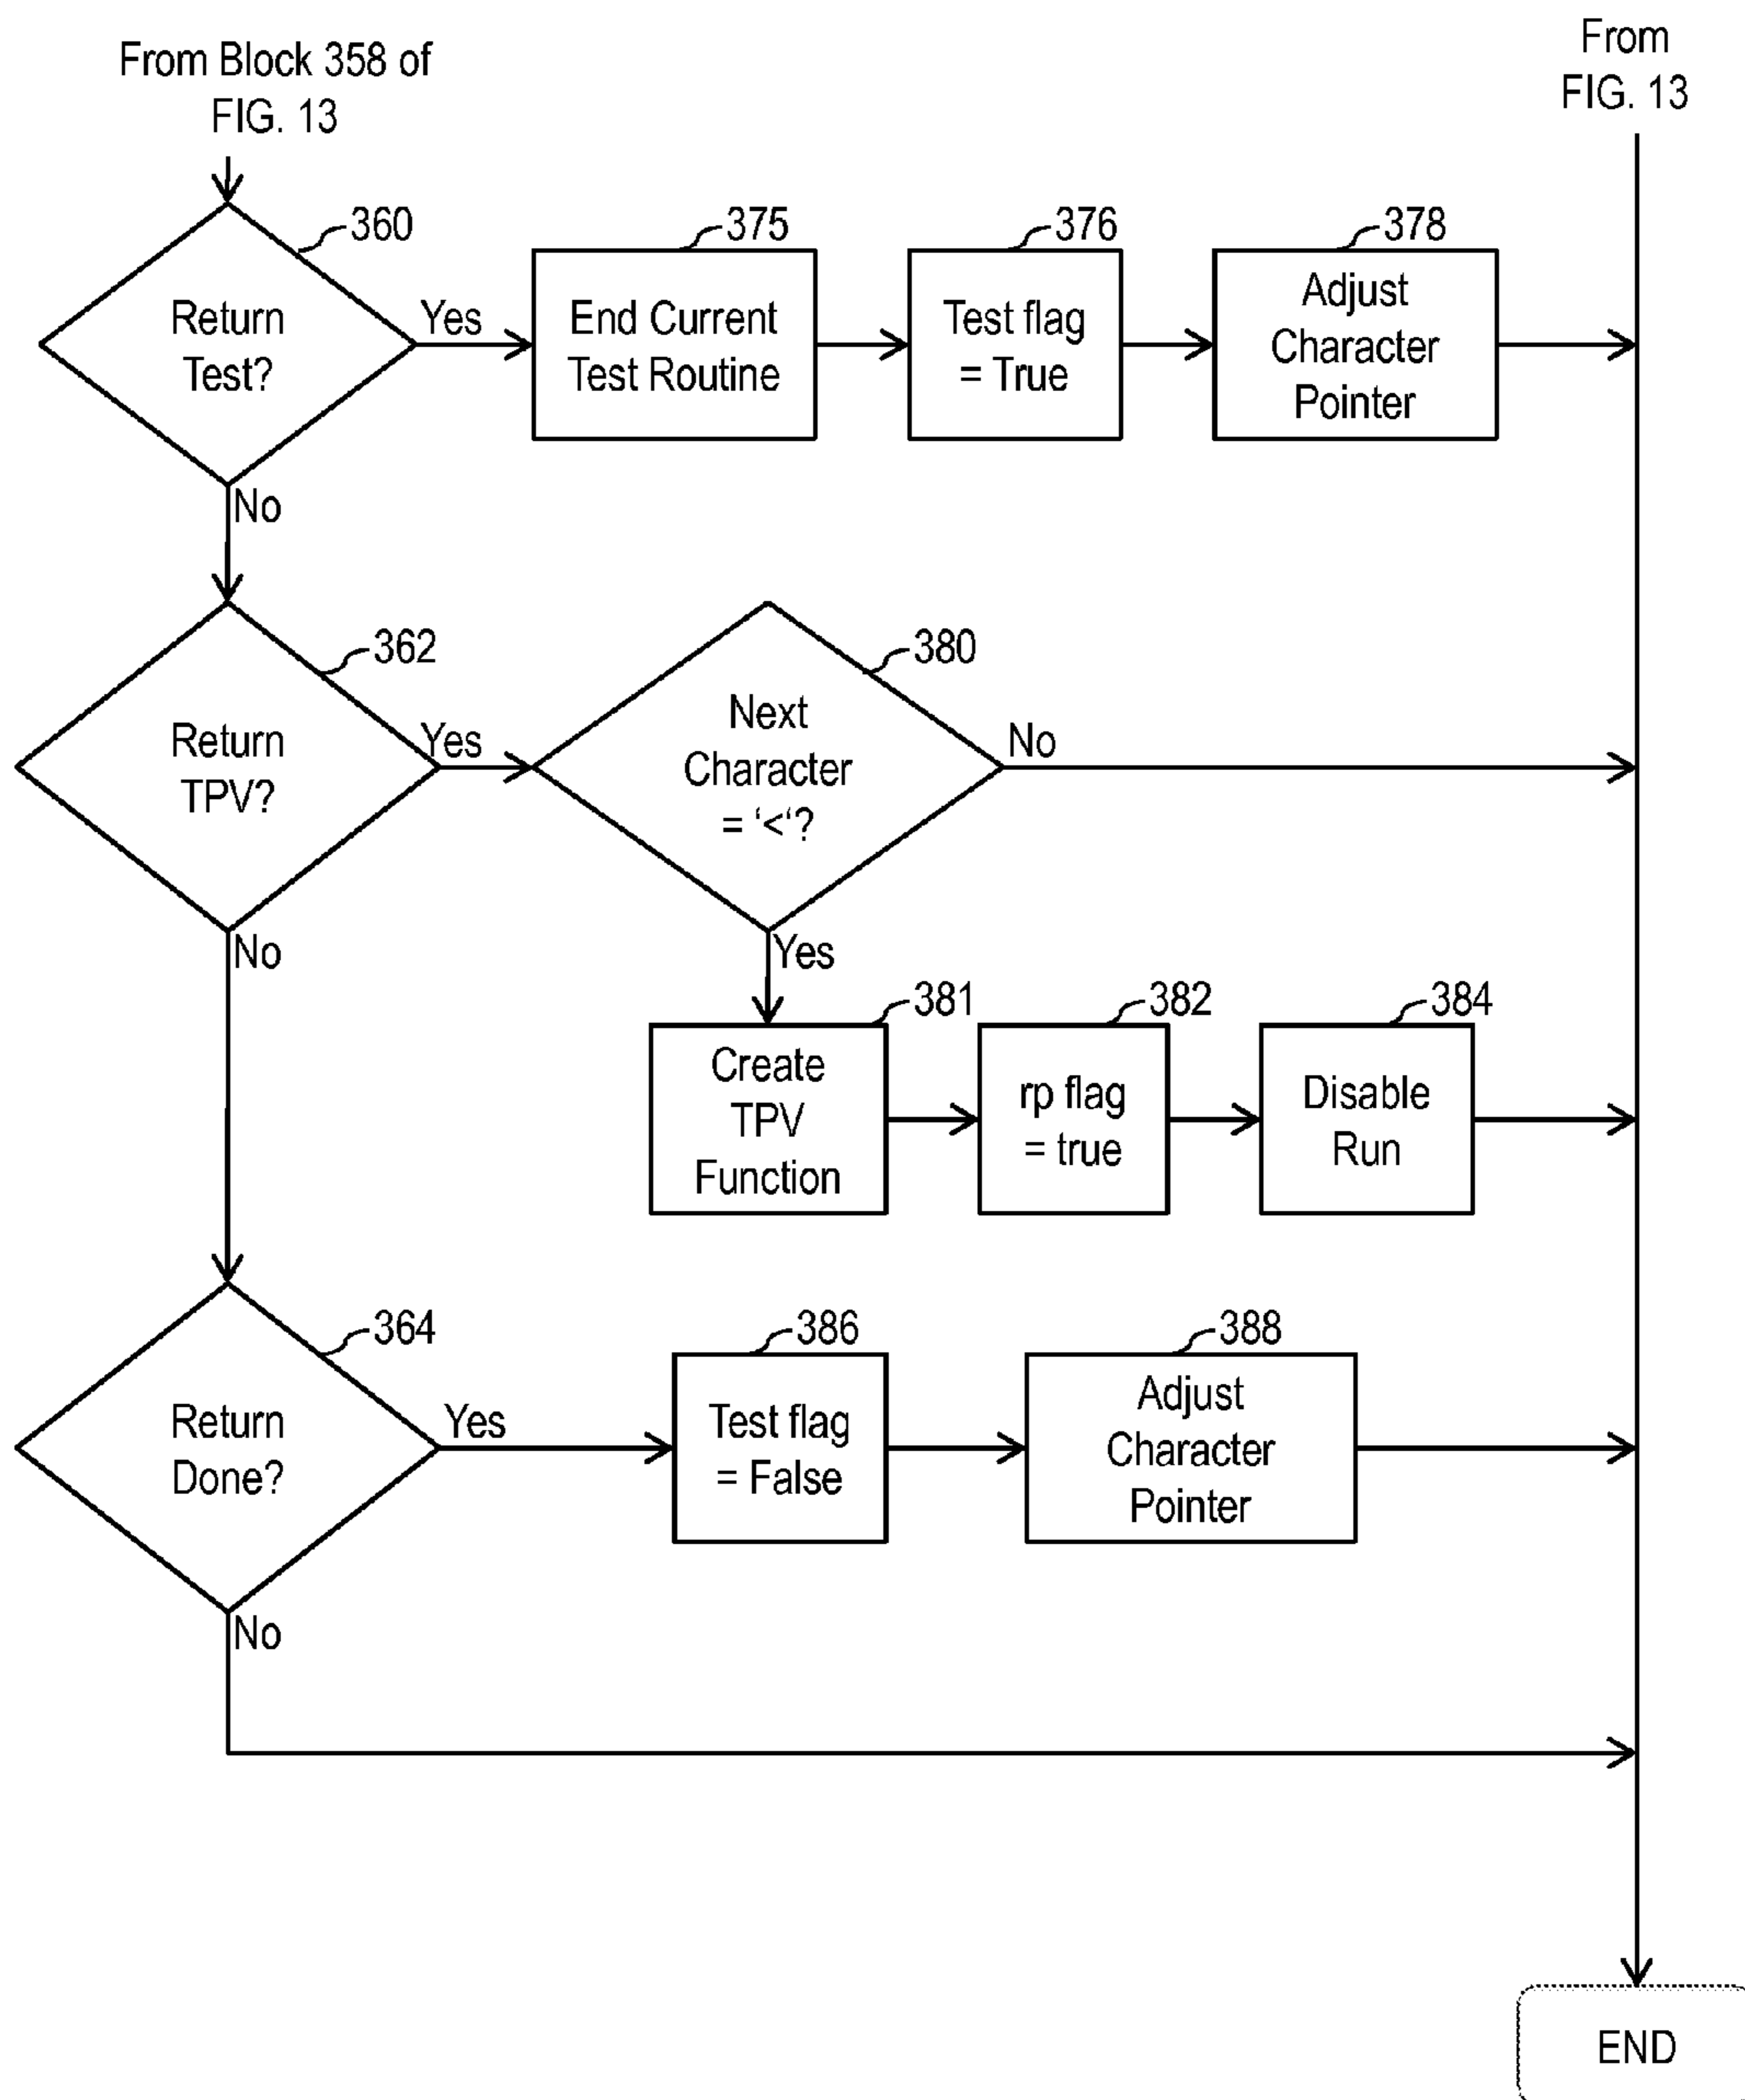 From Block 358 of
FIG. 13
From
FIG. 13
360
Return
Test?
Yes
No
375
End Current
Test Routine
376
Test flag
= True
378
Adjust
Character
Pointer
362
Return
TPV?
Yes
No
380
Next
Character
= ‘<‘?
No
Yes
381
Create
TPV
Function
382
rp flag
= true
384
Disable
Run
364
Return
Done?
Yes
No
386
Test flag
= False
388
Adjust
Character
Pointer
END